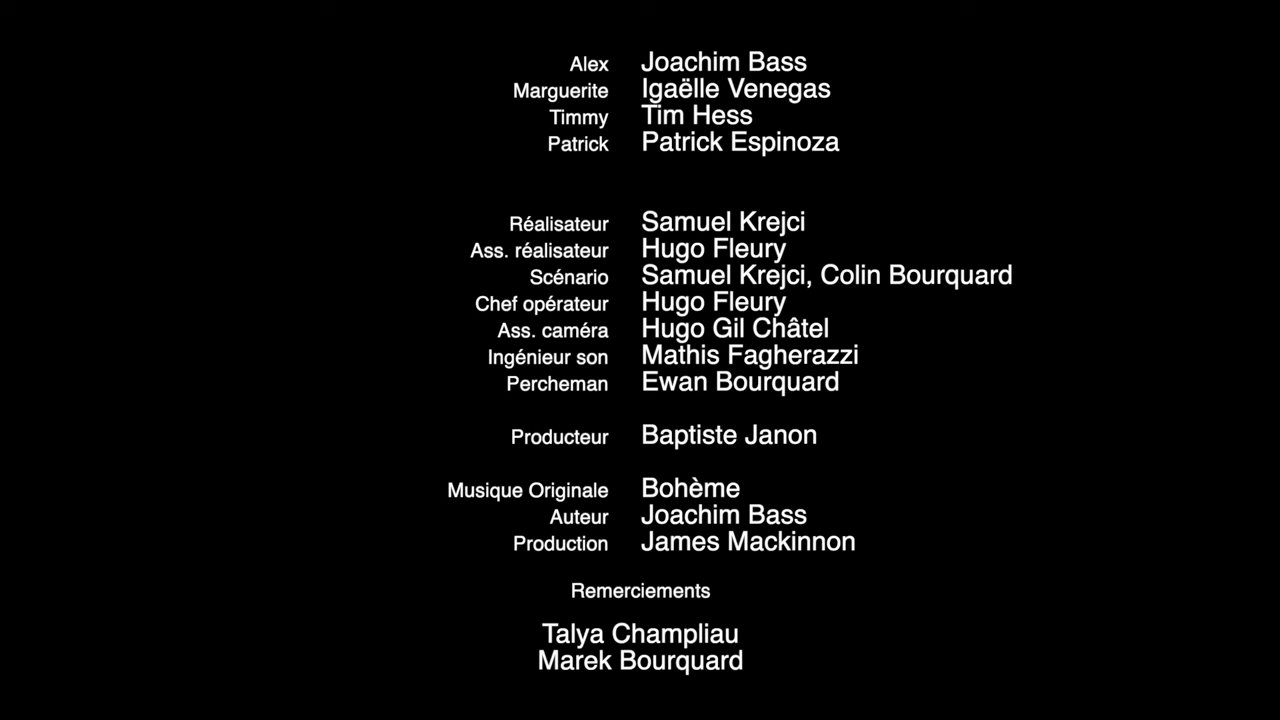 Alex Joachim Bass
Marguerite Igaëlle Venegas
Timmy Tim Hess
Patrick Patrick Espinoza
Réalisateur Samuel Krejci
Ass. réalisateur Hugo Fleury
Scénario Samuel Krejci, Colin Bourquard
Chef opérateur Hugo Fleury
Ass. caméra Hugo Gil Châtel
Ingénieur son Mathis Fagherazzi
Percheman Ewan Bourquard
Producteur Baptiste Janon
Musique Originale Bohème
Auteur Joachim Bass
Production James Mackinnon
Remerciements
Talya Champliau
Marek Bourquard